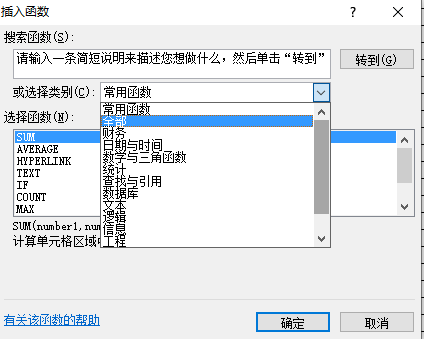 插入函数
搜索函数(S):
请输入一条简短说明来描述您想做什么，然后单击“转到”
转到(G)
或选择类别(C):
常用函数
常用函数
全部
财务
日期与时间
数学与三角函数
统计
查找与引用
数据库
文本
逻辑
信息
工程
选择函数(N):
SUM
AVERAGE
HYPERLINK
TEXT
IF
COUNT
MAX
SUM(number1,
计算单元格区域
有关该函数的帮助
确定
取消